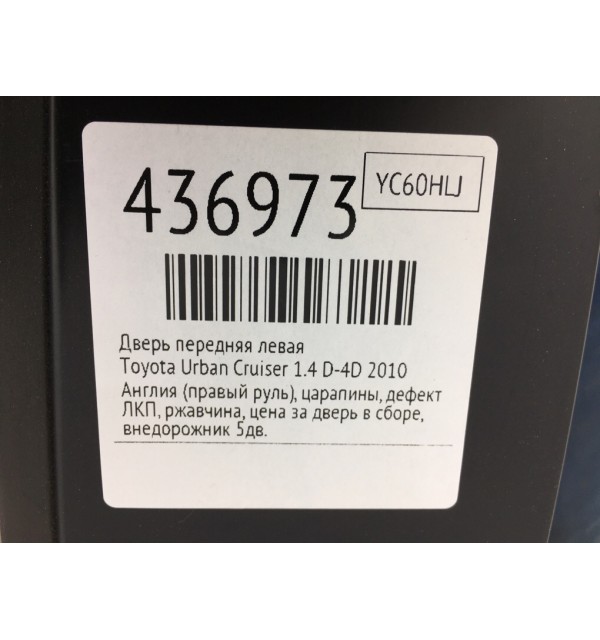 436973
YC60HLJ
Дверь передняя левая
Toyota Urban Cruiser 1.4 D-4D 2010
Англия (правый руль), царапины, дефект
ЛКП, ржавчина, цена за дверь в сборе,
внедорожник 5дв.